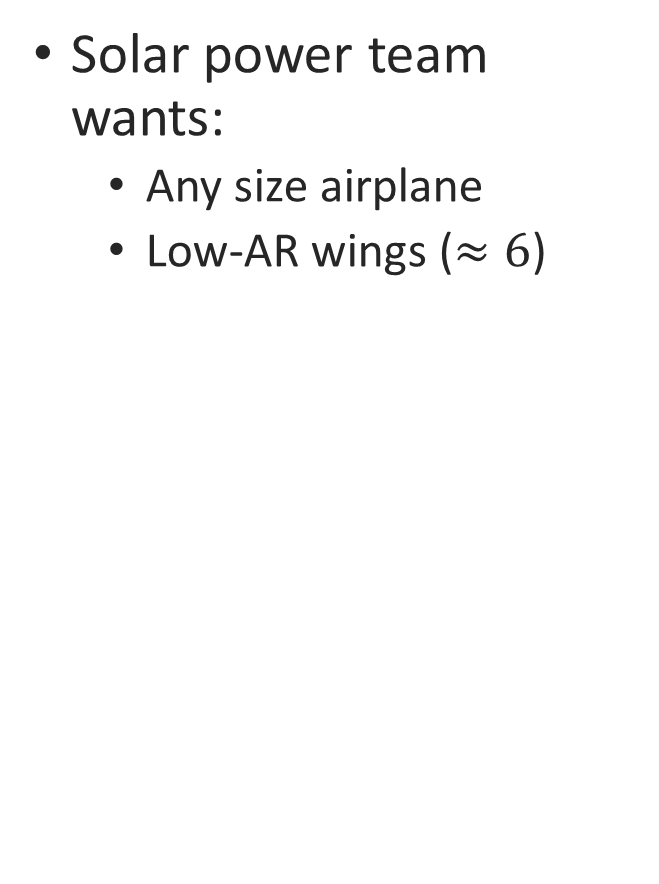 • Solar power team
wants:
• Any size airplane
• Low-AR wings (≈ 6)